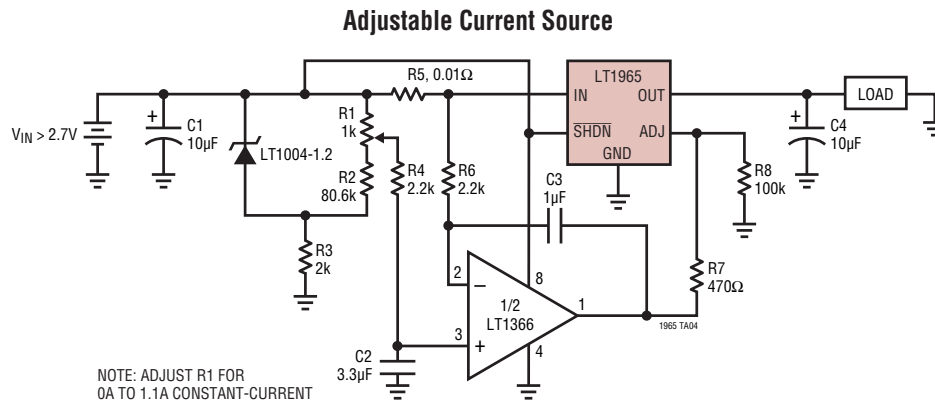 Adjustable Current Source
R5, 0.01Ω
LT1965
IN
OUT
LOAD
R1
1k
VIN > 2.7V
C1
10µF
SHDN
ADJ
C4
10µF
LT1004-1.2
GND
R2
80.6k
R4
2.2k
R6
2.2k
C3
1µF
R8
100k
R3
2k
2
8
R7
470Ω
1/2
LT1366
1
1965 TA04
3
4
C2
3.3µF
NOTE: ADJUST R1 FOR
0A TO 1.1A CONSTANT-CURRENT